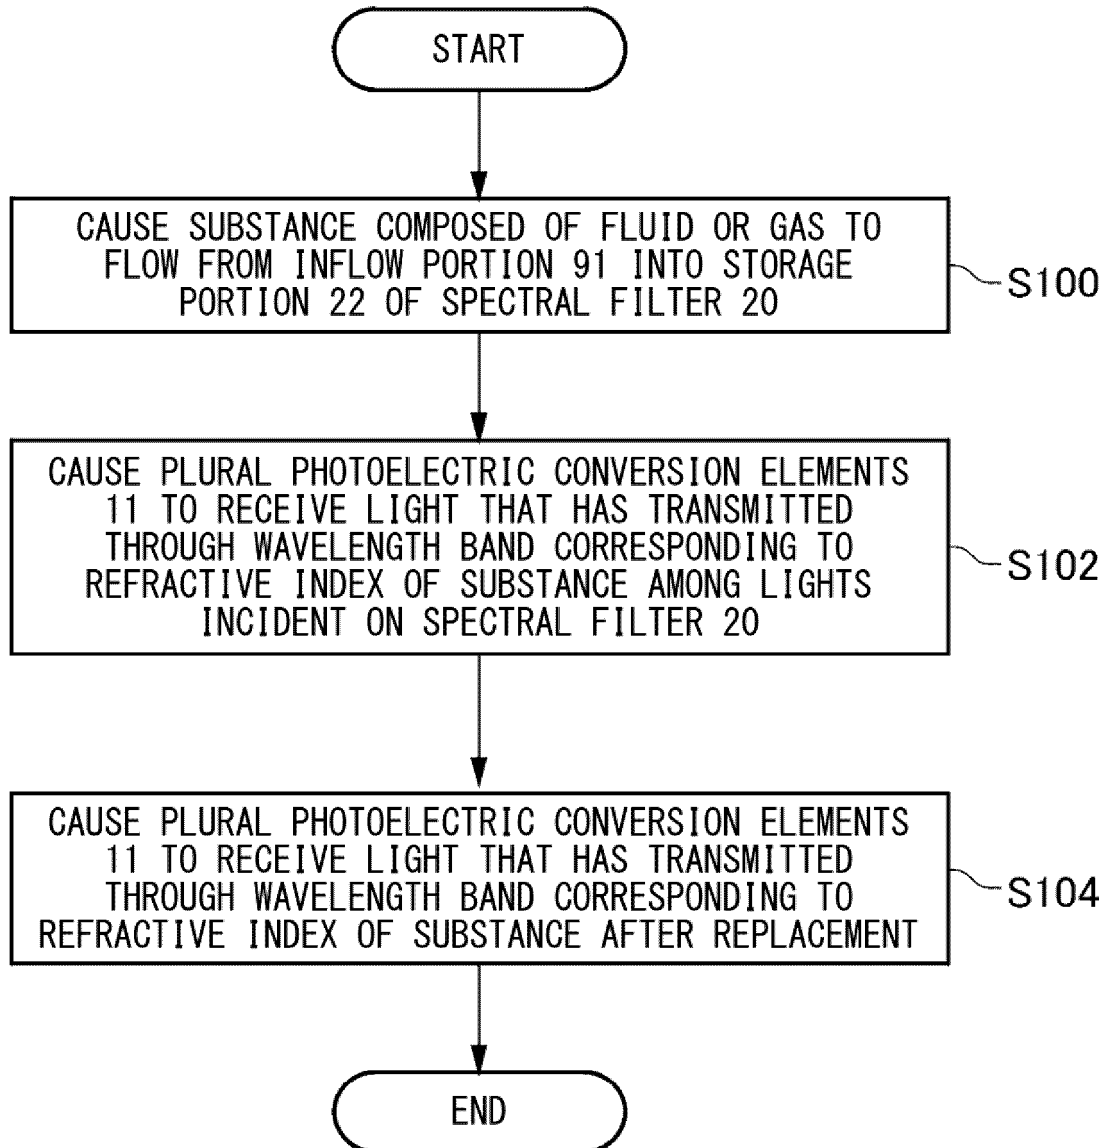 START
CAUSE SUBSTANCE COMPOSED OF FLUID OR GAS TO
FLOW FROM INFLOW PORTION 91 INTO STORAGE
PORTION 22 OF SPECTRAL FILTER 20
S100
CAUSE PLURAL PHOTOELECTRIC CONVERSION ELEMENTS
11 TO RECEIVE LIGHT THAT HAS TRANSMITTED
THROUGH WAVELENGTH BAND CORRESPONDING TO
REFRACTIVE INDEX OF SUBSTANCE AMONG LIGHTS
INCIDENT ON SPECTRAL FILTER 20
S102
CAUSE PLURAL PHOTOELECTRIC CONVERSION ELEMENTS
11 TO RECEIVE LIGHT THAT HAS TRANSMITTED
THROUGH WAVELENGTH BAND CORRESPONDING TO
REFRACTIVE INDEX OF SUBSTANCE AFTER REPLACEMENT
S104
END